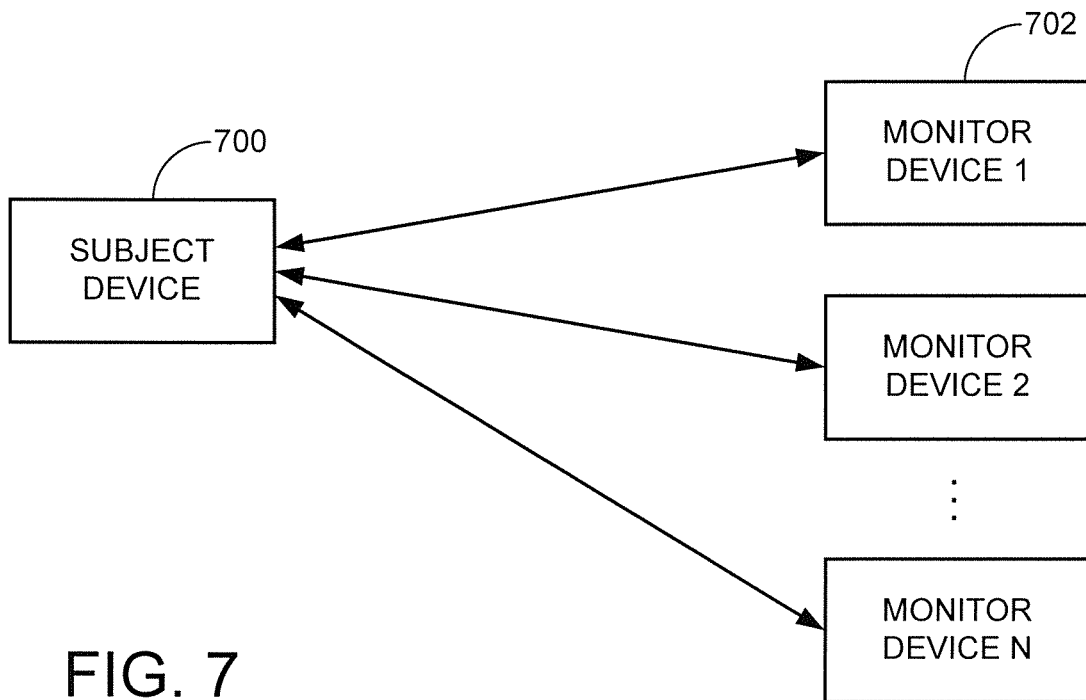 702
MONITOR
DEVICE 1
700
SUBJECT
DEVICE
MONITOR
DEVICE 2
MONITOR
DEVICE N
FIG. 7